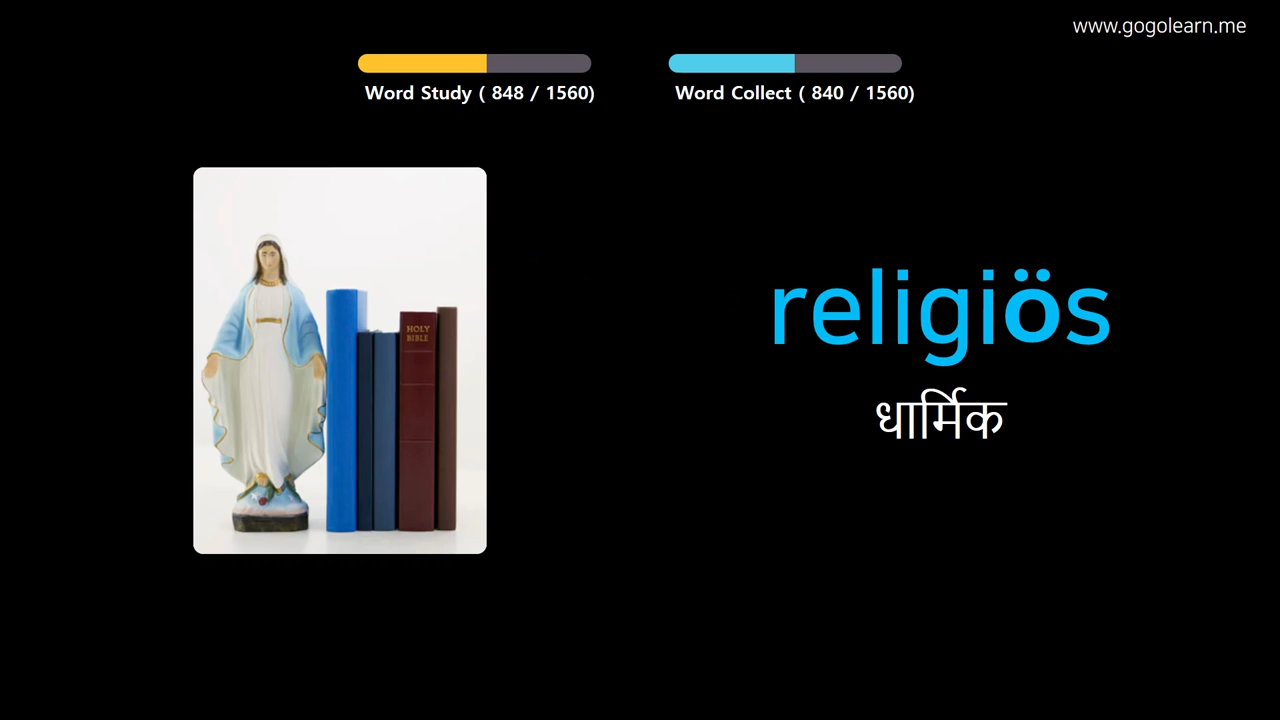 www.gogolearn.me
Word Study ( 848 / 1560)
Word Collect ( 840 / 1560)
HOLY
BIBLE
religiös
धार्मिक